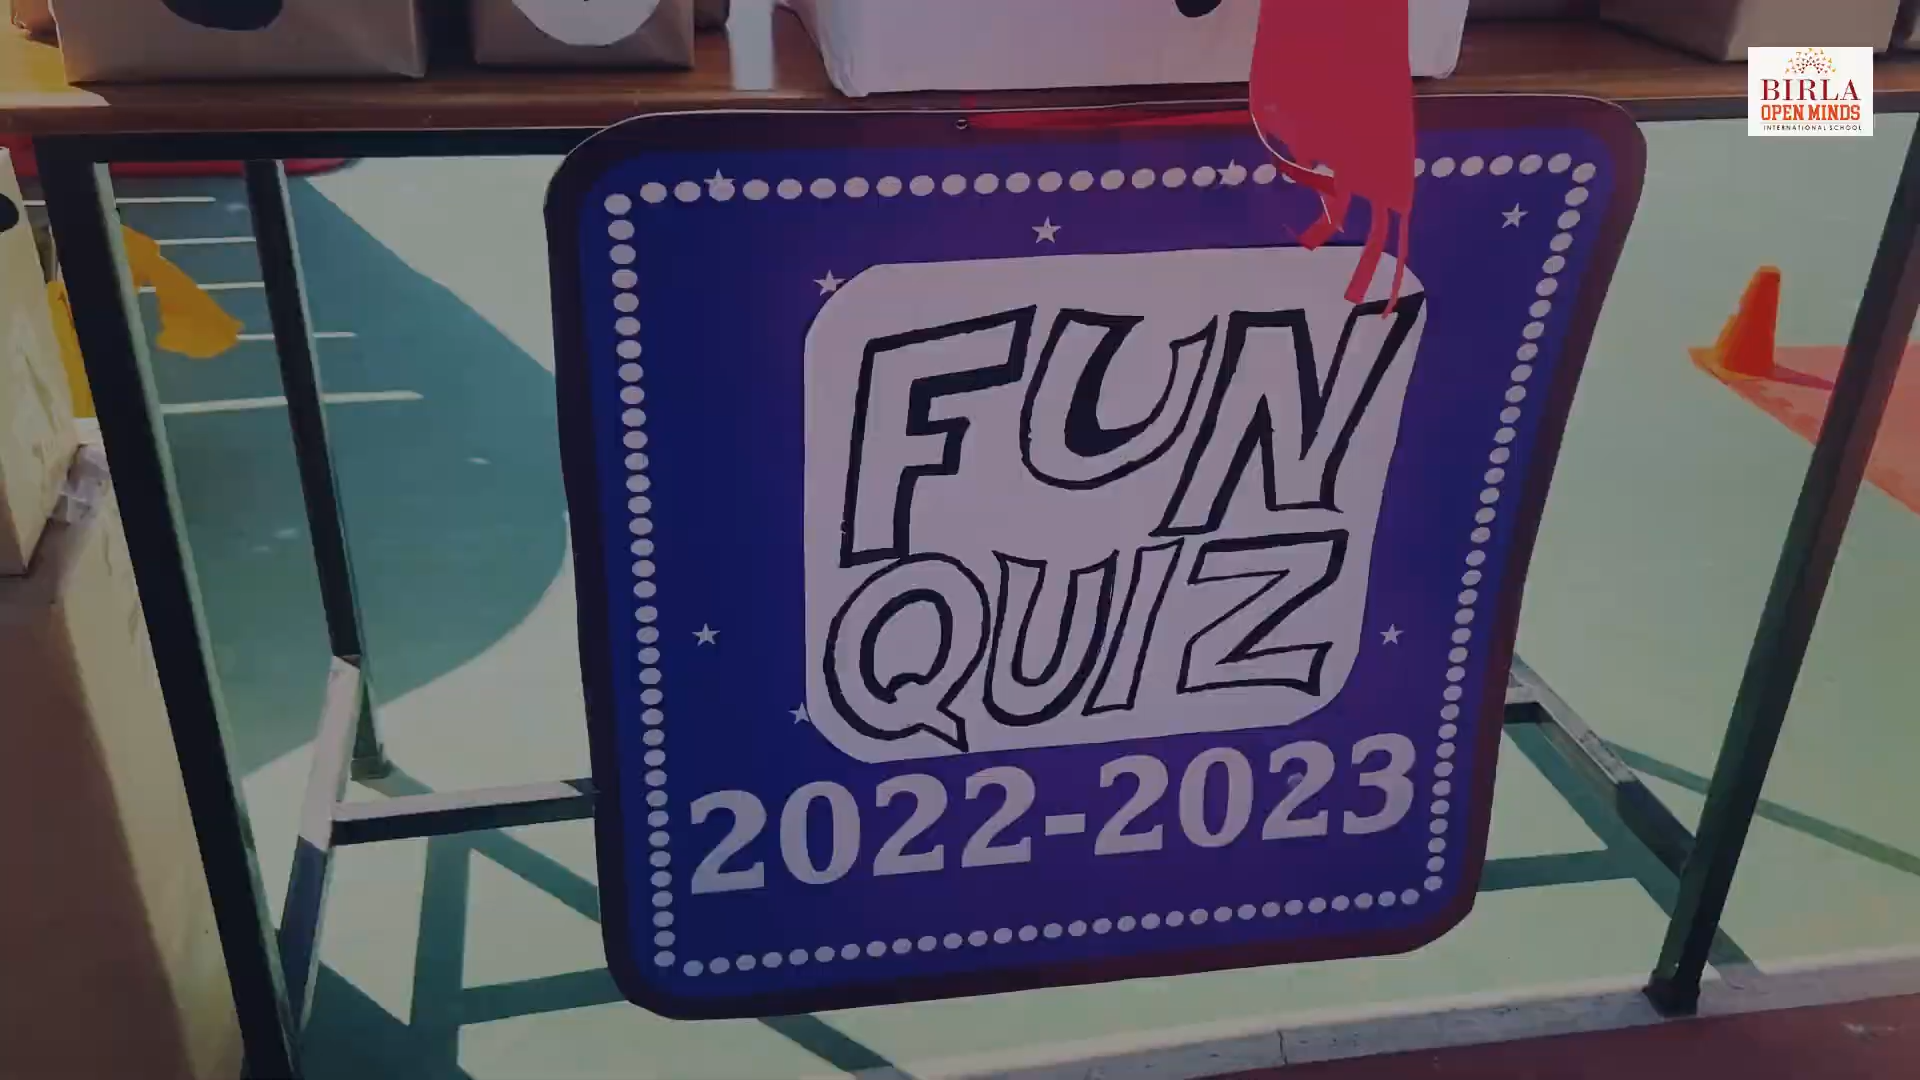 BIRLA
OPEN MINDS
INTERNATIONAL SCHOOL
FUN
QUIZ
2022-2023